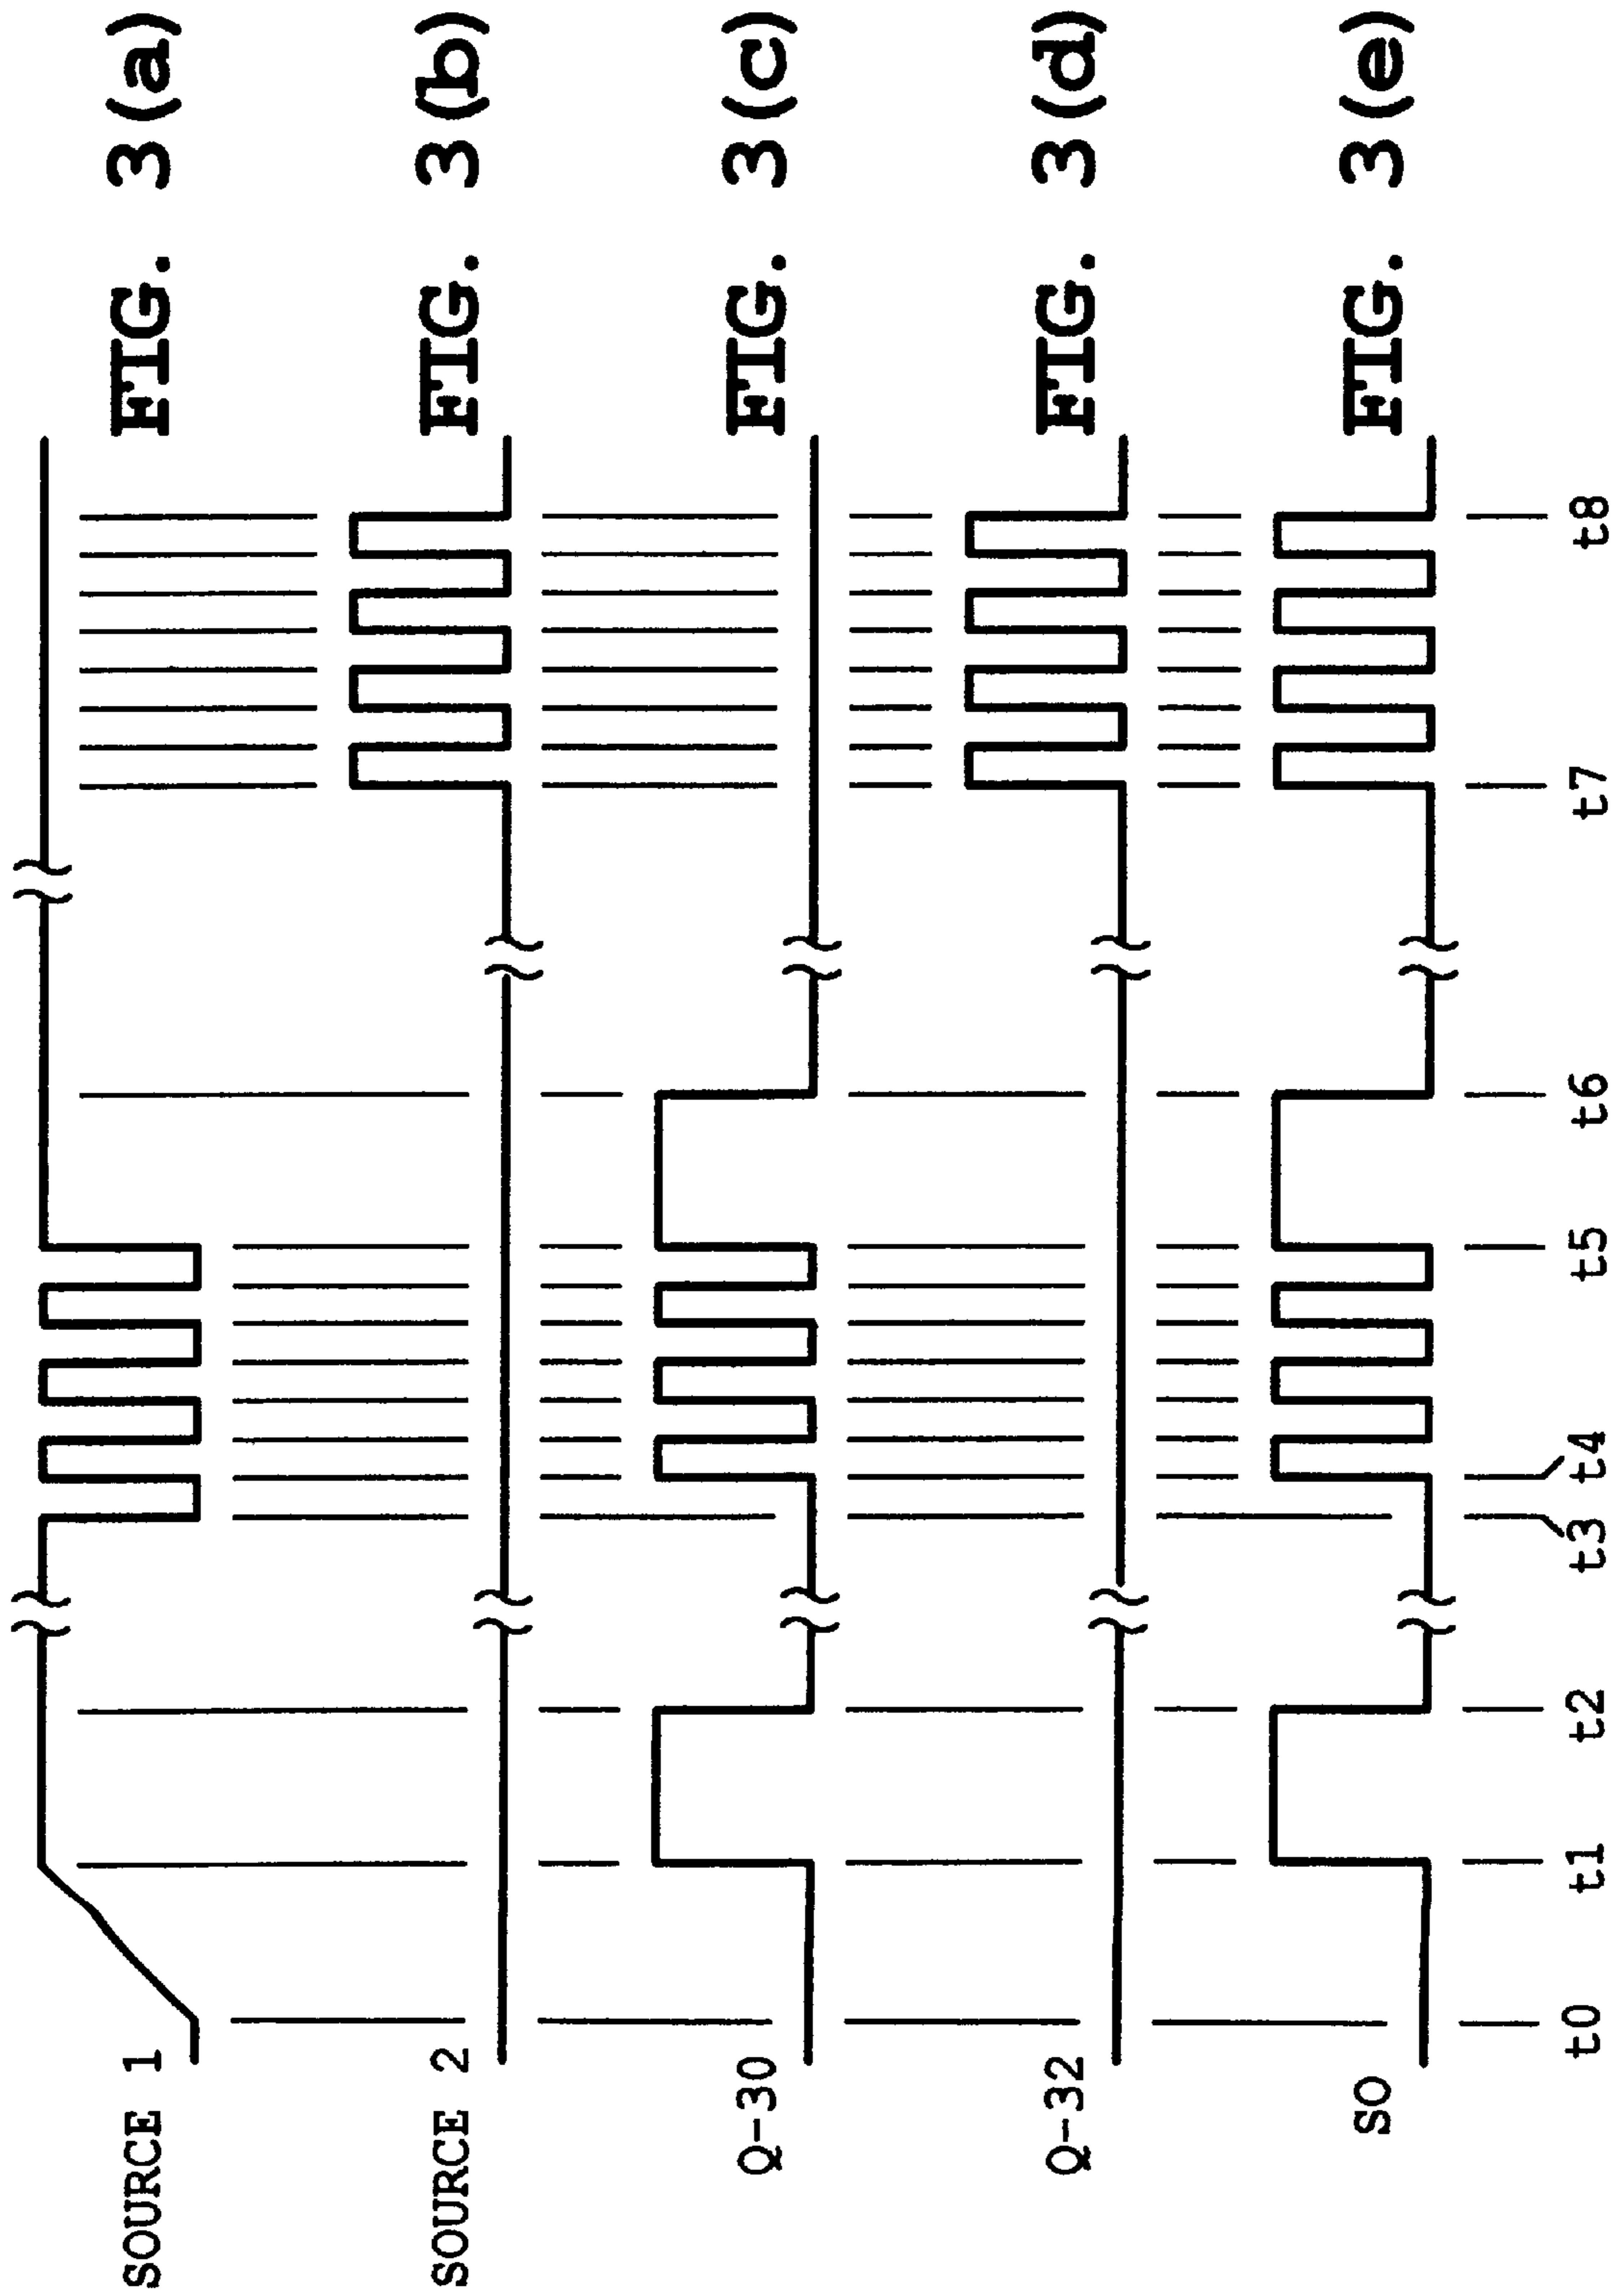 SOURCE 1
FIG. 3(a)
SOURCE 2
FIG. 3(b)
Q-30
FIG. 3(c)
Q-32
FIG. 3(d)
SO
FIG. 3(e)
t0 t1 t2 t3 t4 t5 t6 t7 t8